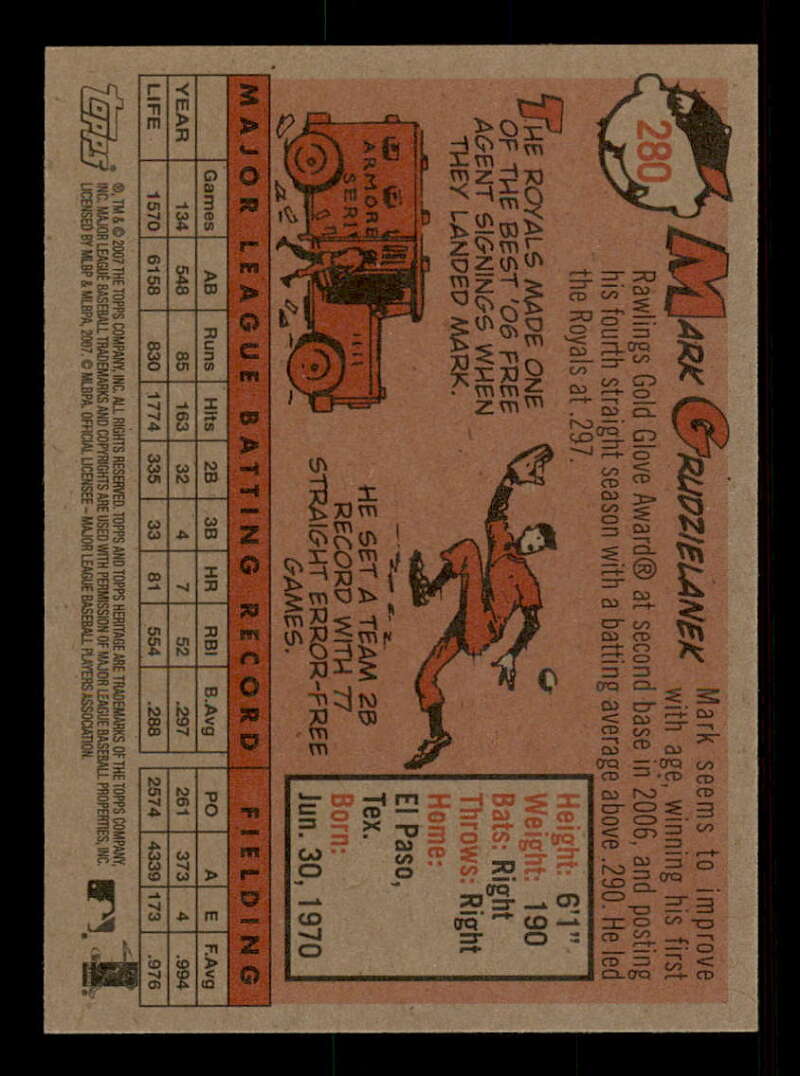 280
MARK GRUDZIELANEK
Mark seems to improve
with age, winning his first
Rawlings Gold Glove Award® at second base in 2006, and posting
his fourth straight season with a batting average above .290. He led
the Royals at .297.
THE ROYALS MADE ONE
OF THE BEST '06 FREE
AGENT SIGNINGS WHEN
THEY LANDED MARK.
ARMORE
SERI
HE SET A TEAM 2B
RECORD WITH 77
STRAIGHT ERROR-FREE
GAMES.
Height: 6'1"
Weight: 190
Bats: Right
Throws: Right
Home:
El Paso,
Tex.
Born:
Jun. 30, 1970
MAJOR LEAGUE BATTING RECORD FIELDING
Games AB Runs Hits 2B 3B HR RBI B.Avg PO A E F.Avg
YEAR 134 548 85 163 32 4 7 52 .297 261 373 4 .994
LIFE 1570 6158 830 1774 335 33 81 554 .288 2574 4339 173 .976
TOPPS
®, TM & © 2007 THE TOPPS COMPANY, INC. ALL RIGHTS RESERVED. TOPPS AND TOPPS HERITAGE ARE TRADEMARKS OF THE TOPPS COMPANY,
INC. MAJOR LEAGUE BASEBALL TRADEMARKS AND COPYRIGHTS ARE USED WITH PERMISSION OF MAJOR LEAGUE BASEBALL PROPERTIES, INC.
LICENSED BY MLBP & MLBPA, 2007. © MLBPA, OFFICIAL LICENSEE – MAJOR LEAGUE BASEBALL PLAYERS ASSOCIATION.